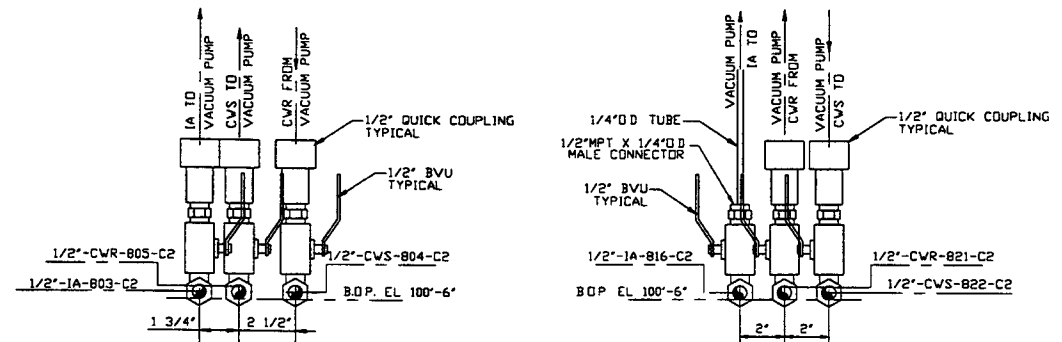 IA TO
VACUUM PUMP
CWS TO
VACUUM PUMP
CWR FROM
VACUUM PUMP
1/2" QUICK COUPLING
TYPICAL
1/2" BVU
TYPICAL
1/2"-CWR-805-C2
1/2"-IA-803-C2
1/2"-CWS-804-C2
B.O.P. EL 100'-6"
1 3/4"
2 1/2"
VACUUM PUMP
IA TO
VACUUM PUMP
CWR FROM
VACUUM PUMP
CWS TO
1/4"O D TUBE
1/2"MPT X 1/4"O.D
MALE CONNECTOR
1/2" QUICK COUPLING
TYPICAL
1/2" BVU
TYPICAL
1/2"-IA-816-C2
1/2"-CWR-821-C2
B O P EL 100'-6"
1/2"-CWS-822-C2
2"
2"